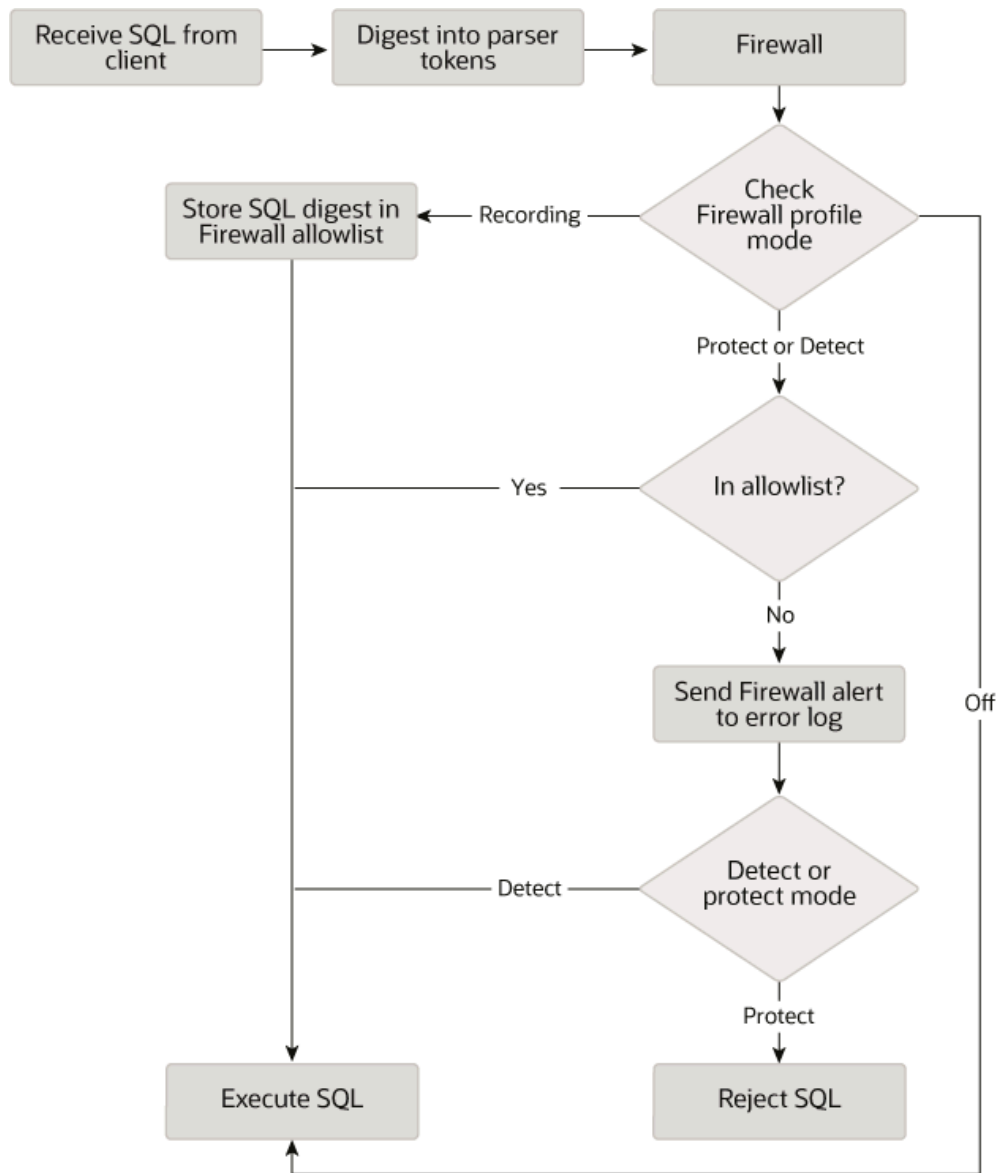 Receive SQL from
client
Digest into parser
tokens
Firewall
Check
Firewall profile
mode
Recording
Store SQL digest in
Firewall allowlist
Protect or Detect
In allowlist?
Yes
No
Send Firewall alert
to error log
Off
Detect or
protect mode
Detect
Protect
Execute SQL
Reject SQL